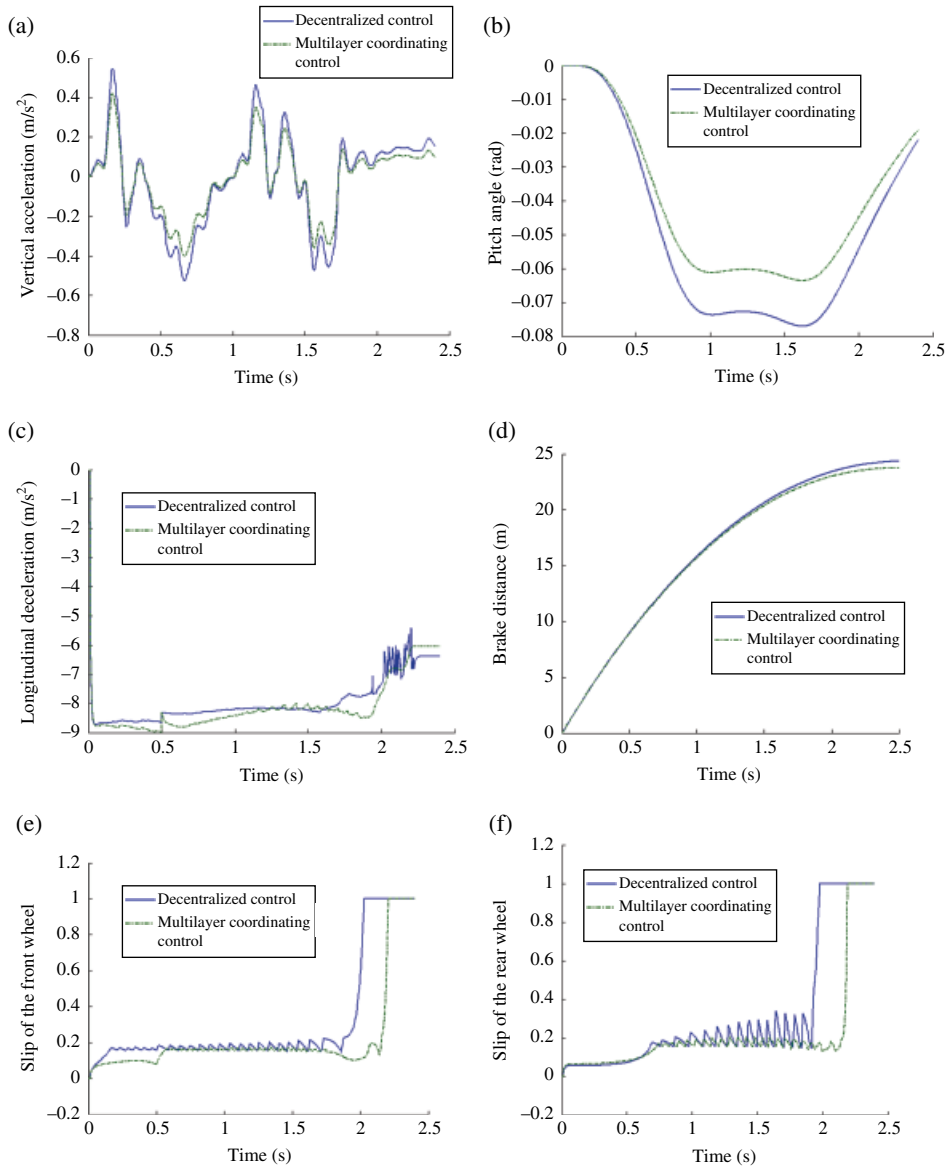 (a)
Decentralized control
Multilayer coordinating
control
Vertical acceleration (m/s²)
0.6
0.4
0.2
0
−0.2
−0.4
−0.6
−0.8
0 0.5 1 1.5 2 2.5
Time (s)
(b)
Decentralized control
Multilayer coordinating
control
Pitch angle (rad)
0
−0.01
−0.02
−0.03
−0.04
−0.05
−0.06
−0.07
−0.08
0 0.5 1 1.5 2 2.5
Time (s)
(c)
Decentralized control
Multilayer coordinating
control
Longitudinal deceleration (m/s²)
0
−1
−2
−3
−4
−5
−6
−7
−8
−9
0 0.5 1 1.5 2 2.5
Time (s)
(d)
Decentralized control
Multilayer coordinating
control
Brake distance (m)
25
20
15
10
5
0
0 0.5 1 1.5 2 2.5
Time (s)
(e)
Decentralized control
Multilayer coordinating
control
Slip of the front wheel
1.2
1
0.8
0.6
0.4
0.2
0
−0.2
0 0.5 1 1.5 2 2.5
Time (s)
(f)
Decentralized control
Multilayer coordinating
control
Slip of the rear wheel
1.2
1
0.8
0.6
0.4
0.2
0
−0.2
0 0.5 1 1.5 2 2.5
Time (s)